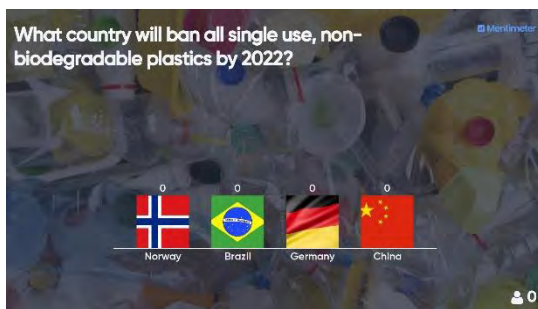 What country will ban all single use, non-
biodegradable plastics by 2022?
Mentimeter
0 0 0 0
Norway Brazil Germany China
0